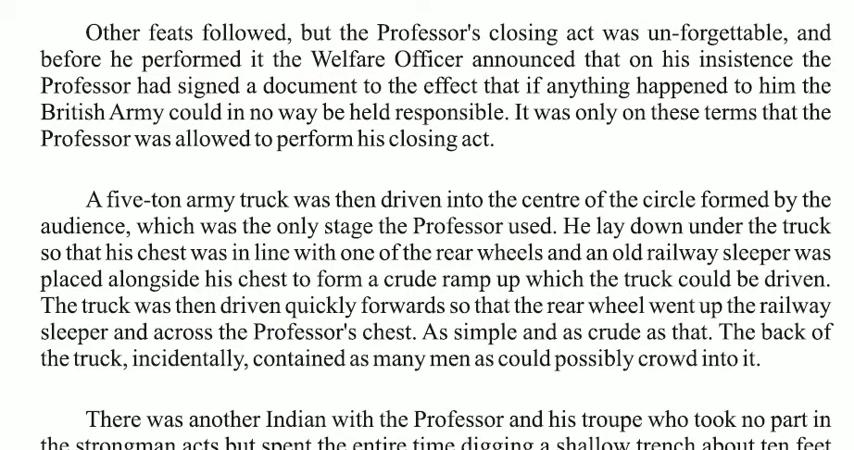 Other feats followed, but the Professor's closing act was un-forgettable, and
before he performed it the Welfare Officer announced that on his insistence the
Professor had signed a document to the effect that if anything happened to him the
British Army could in no way be held responsible. It was only on these terms that the
Professor was allowed to perform his closing act.
A five-ton army truck was then driven into the centre of the circle formed by the
audience, which was the only stage the Professor used. He lay down under the truck
so that his chest was in line with one of the rear wheels and an old railway sleeper was
placed alongside his chest to form a crude ramp up which the truck could be driven.
The truck was then driven quickly forwards so that the rear wheel went up the railway
sleeper and across the Professor's chest. As simple and as crude as that. The back of
the truck, incidentally, contained as many men as could possibly crowd into it.
There was another Indian with the Professor and his troupe who took no part in
the strongman acts but spent the entire time digging a shallow trench about ten feet